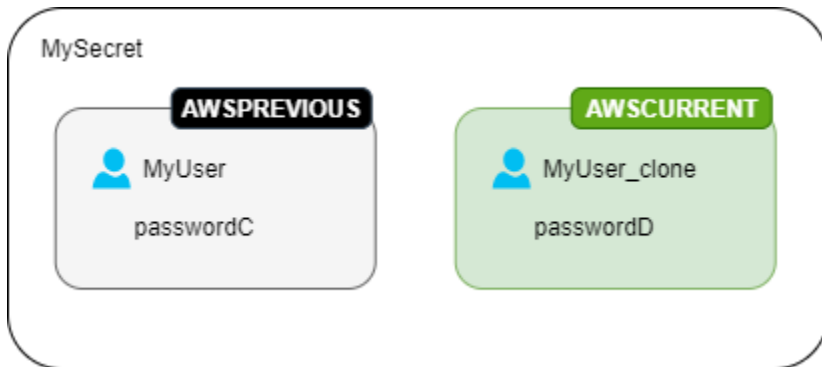 MySecret
AWSPREVIOUS
MyUser
passwordC
AWSCURRENT
MyUser_clone
passwordD